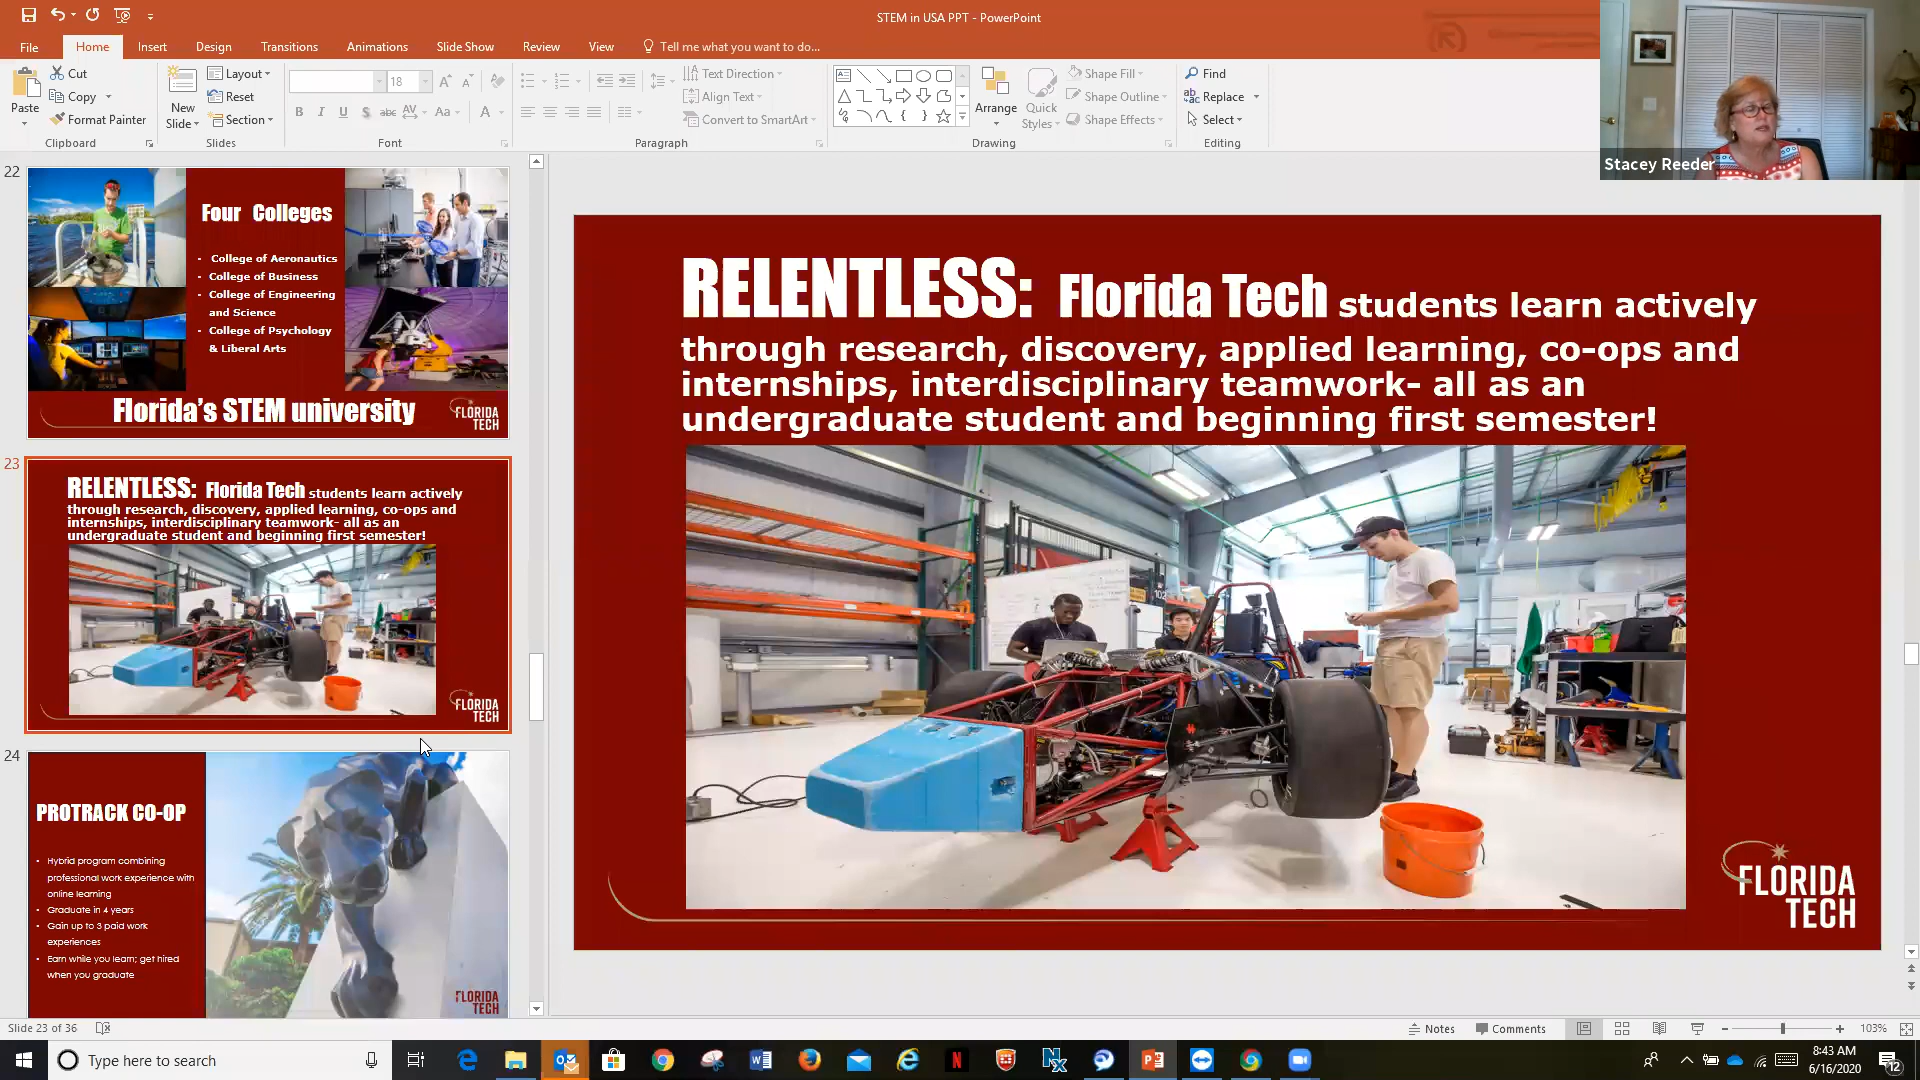 STEM in USA PPT - PowerPoint
File Home Insert Design Transitions Animations Slide Show Review View Tell me what you want to do...
Paste
Cut
Copy
Format Painter
Clipboard
New Slide
Layout
Reset
Section
Slides
18
B I U S abc AV Aa A
Font
Text Direction
Align Text
Convert to SmartArt
Paragraph
Arrange
Quick Styles
Shape Fill
Shape Outline
Shape Effects
Drawing
Find
Replace
Select
Editing
Stacey Reeder
22
Four Colleges
• College of Aeronautics
• College of Business
• College of Engineering
and Science
• College of Psychology
& Liberal Arts
Florida's STEM university
FLORIDA
TECH
23
RELENTLESS: Florida Tech students learn actively
through research, discovery, applied learning, co-ops and
internships, interdisciplinary teamwork- all as an
undergraduate student and beginning first semester!
FLORIDA
TECH
24
PROTRACK CO-OP
• Hybrid program combining
professional work experience with
online learning
• Graduate in 4 years
• Gain up to 3 paid work
experiences
• Earn while you learn; get hired
when you graduate
FLORIDA
TECH
RELENTLESS: Florida Tech students learn actively
through research, discovery, applied learning, co-ops and
internships, interdisciplinary teamwork- all as an
undergraduate student and beginning first semester!
FLORIDA
TECH
Slide 23 of 36
Notes
Comments
103%
Type here to search
8:43 AM
6/16/2020
12